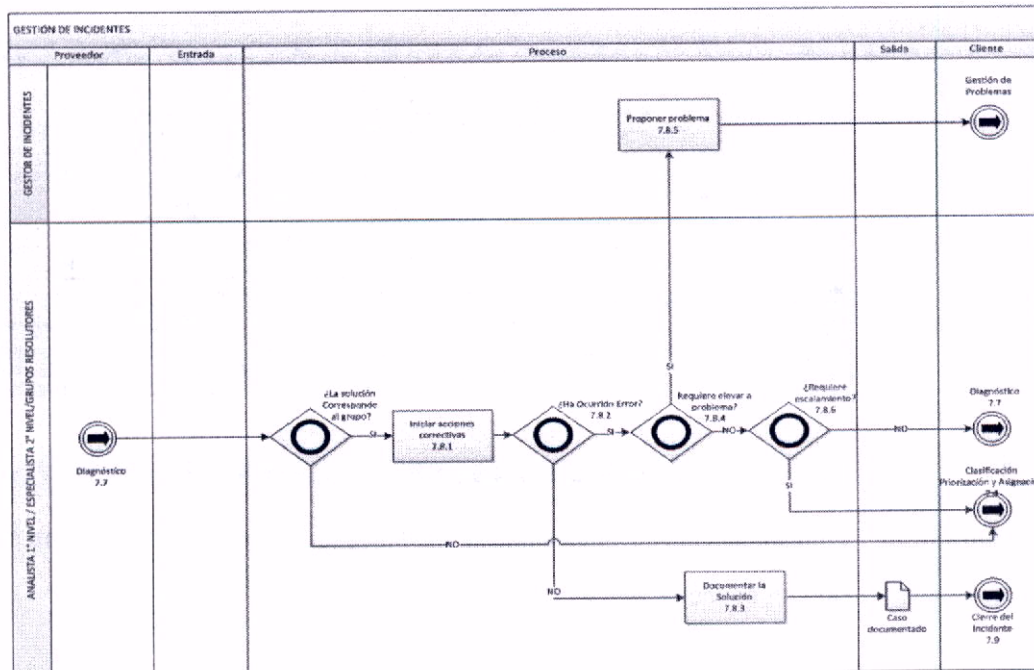 GESTIÓN DE INCIDENTES
Proveedor
Entrada
Proceso
Salida
Cliente
GESTOR DE INCIDENTES
Proponer problema
7.8.5
Gestión de
Problemas
ANALISTA 1° NIVEL / ESPECIALISTA 2° NIVEL/GRUPOS RESOLUTORES
Diagnóstico
7.7
¿La solución
Corresponde
al grupo?
SI
Iniciar acciones
correctivas
7.8.1
¿Ha Ocurrido Error?
7.8.2
SI
Requiere elevar a
problema?
7.8.4
SI
NO
¿Requiere
escalamiento?
7.8.6
NO
Diagnóstico
7.7
SI
Clasificación
Priorización y Asignació
7.4
NO
NO
Documentar la
Solución
7.8.3
Caso
documentado
Cierre del
Incidente
7.9